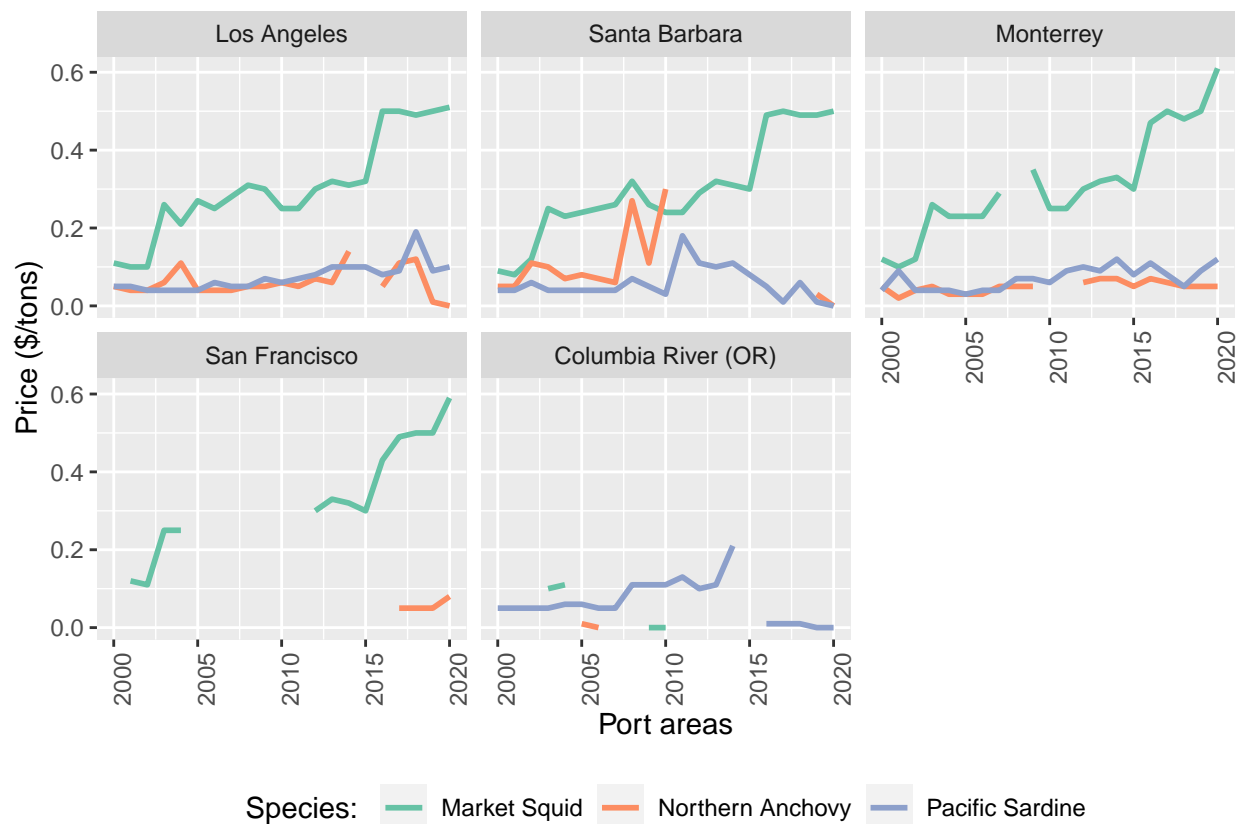 Los Angeles
Santa Barbara
Monterrey
0.6
0.4
0.2
0.0
San Francisco
Columbia River (OR)
2000
2005
2010
2015
2020
0.6
0.4
0.2
0.0
2000
2005
2010
2015
2020
2000
2005
2010
2015
2020
Price ($/tons)
Port areas
Species: Market Squid Northern Anchovy Pacific Sardine